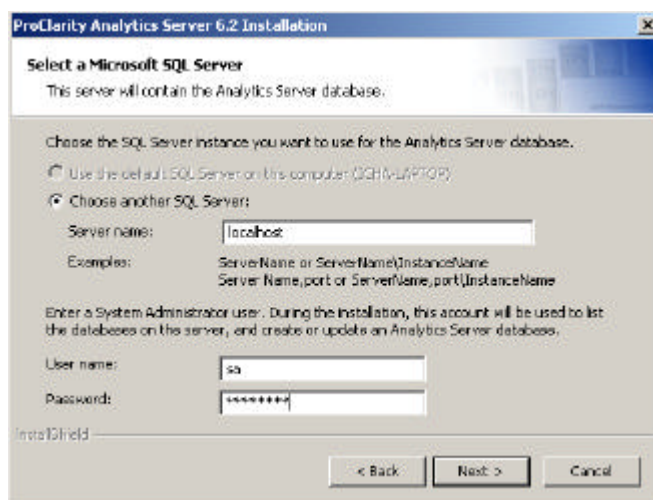 ProClarity Analytics Server 6.2 Installation
Select a Microsoft SQL Server
This server will contain the Analytics Server database.
Choose the SQL Server instance you want to use for the Analytics Server database.
Use the default SQL Server on this computer (JCHA-LAPTOP)
Choose another SQL Server:
Server name:
localhost
Examples:
ServerName or ServerName\InstanceName
Server Name,port or ServerName,port\InstanceName
Enter a System Administrator user. During the installation, this account will be used to list
the databases on the server, and create or update an Analytics Server database.
User name:
sa
Password:
********
InstallShield
< Back
Next >
Cancel